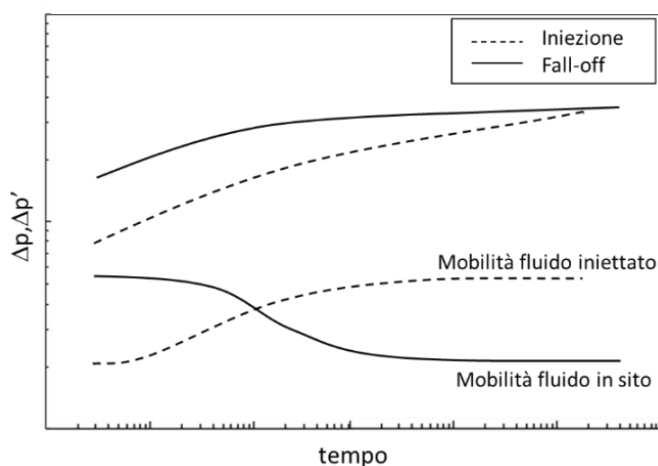 Iniezione
Fall-off
Δp,Δp'
Mobilità fluido iniettato
Mobilità fluido in sito
tempo